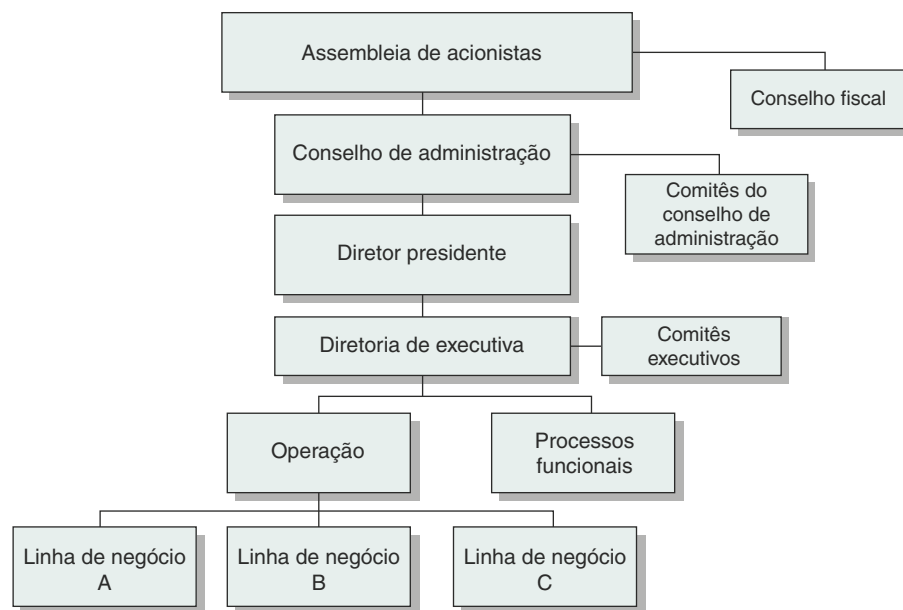 Assembleia de acionistas
Conselho fiscal
Conselho de administração
Comitês do
conselho de
administração
Diretor presidente
Diretoria de executiva
Comitês
executivos
Operação
Processos
funcionais
Linha de negócio
A
Linha de negócio
B
Linha de negócio
C